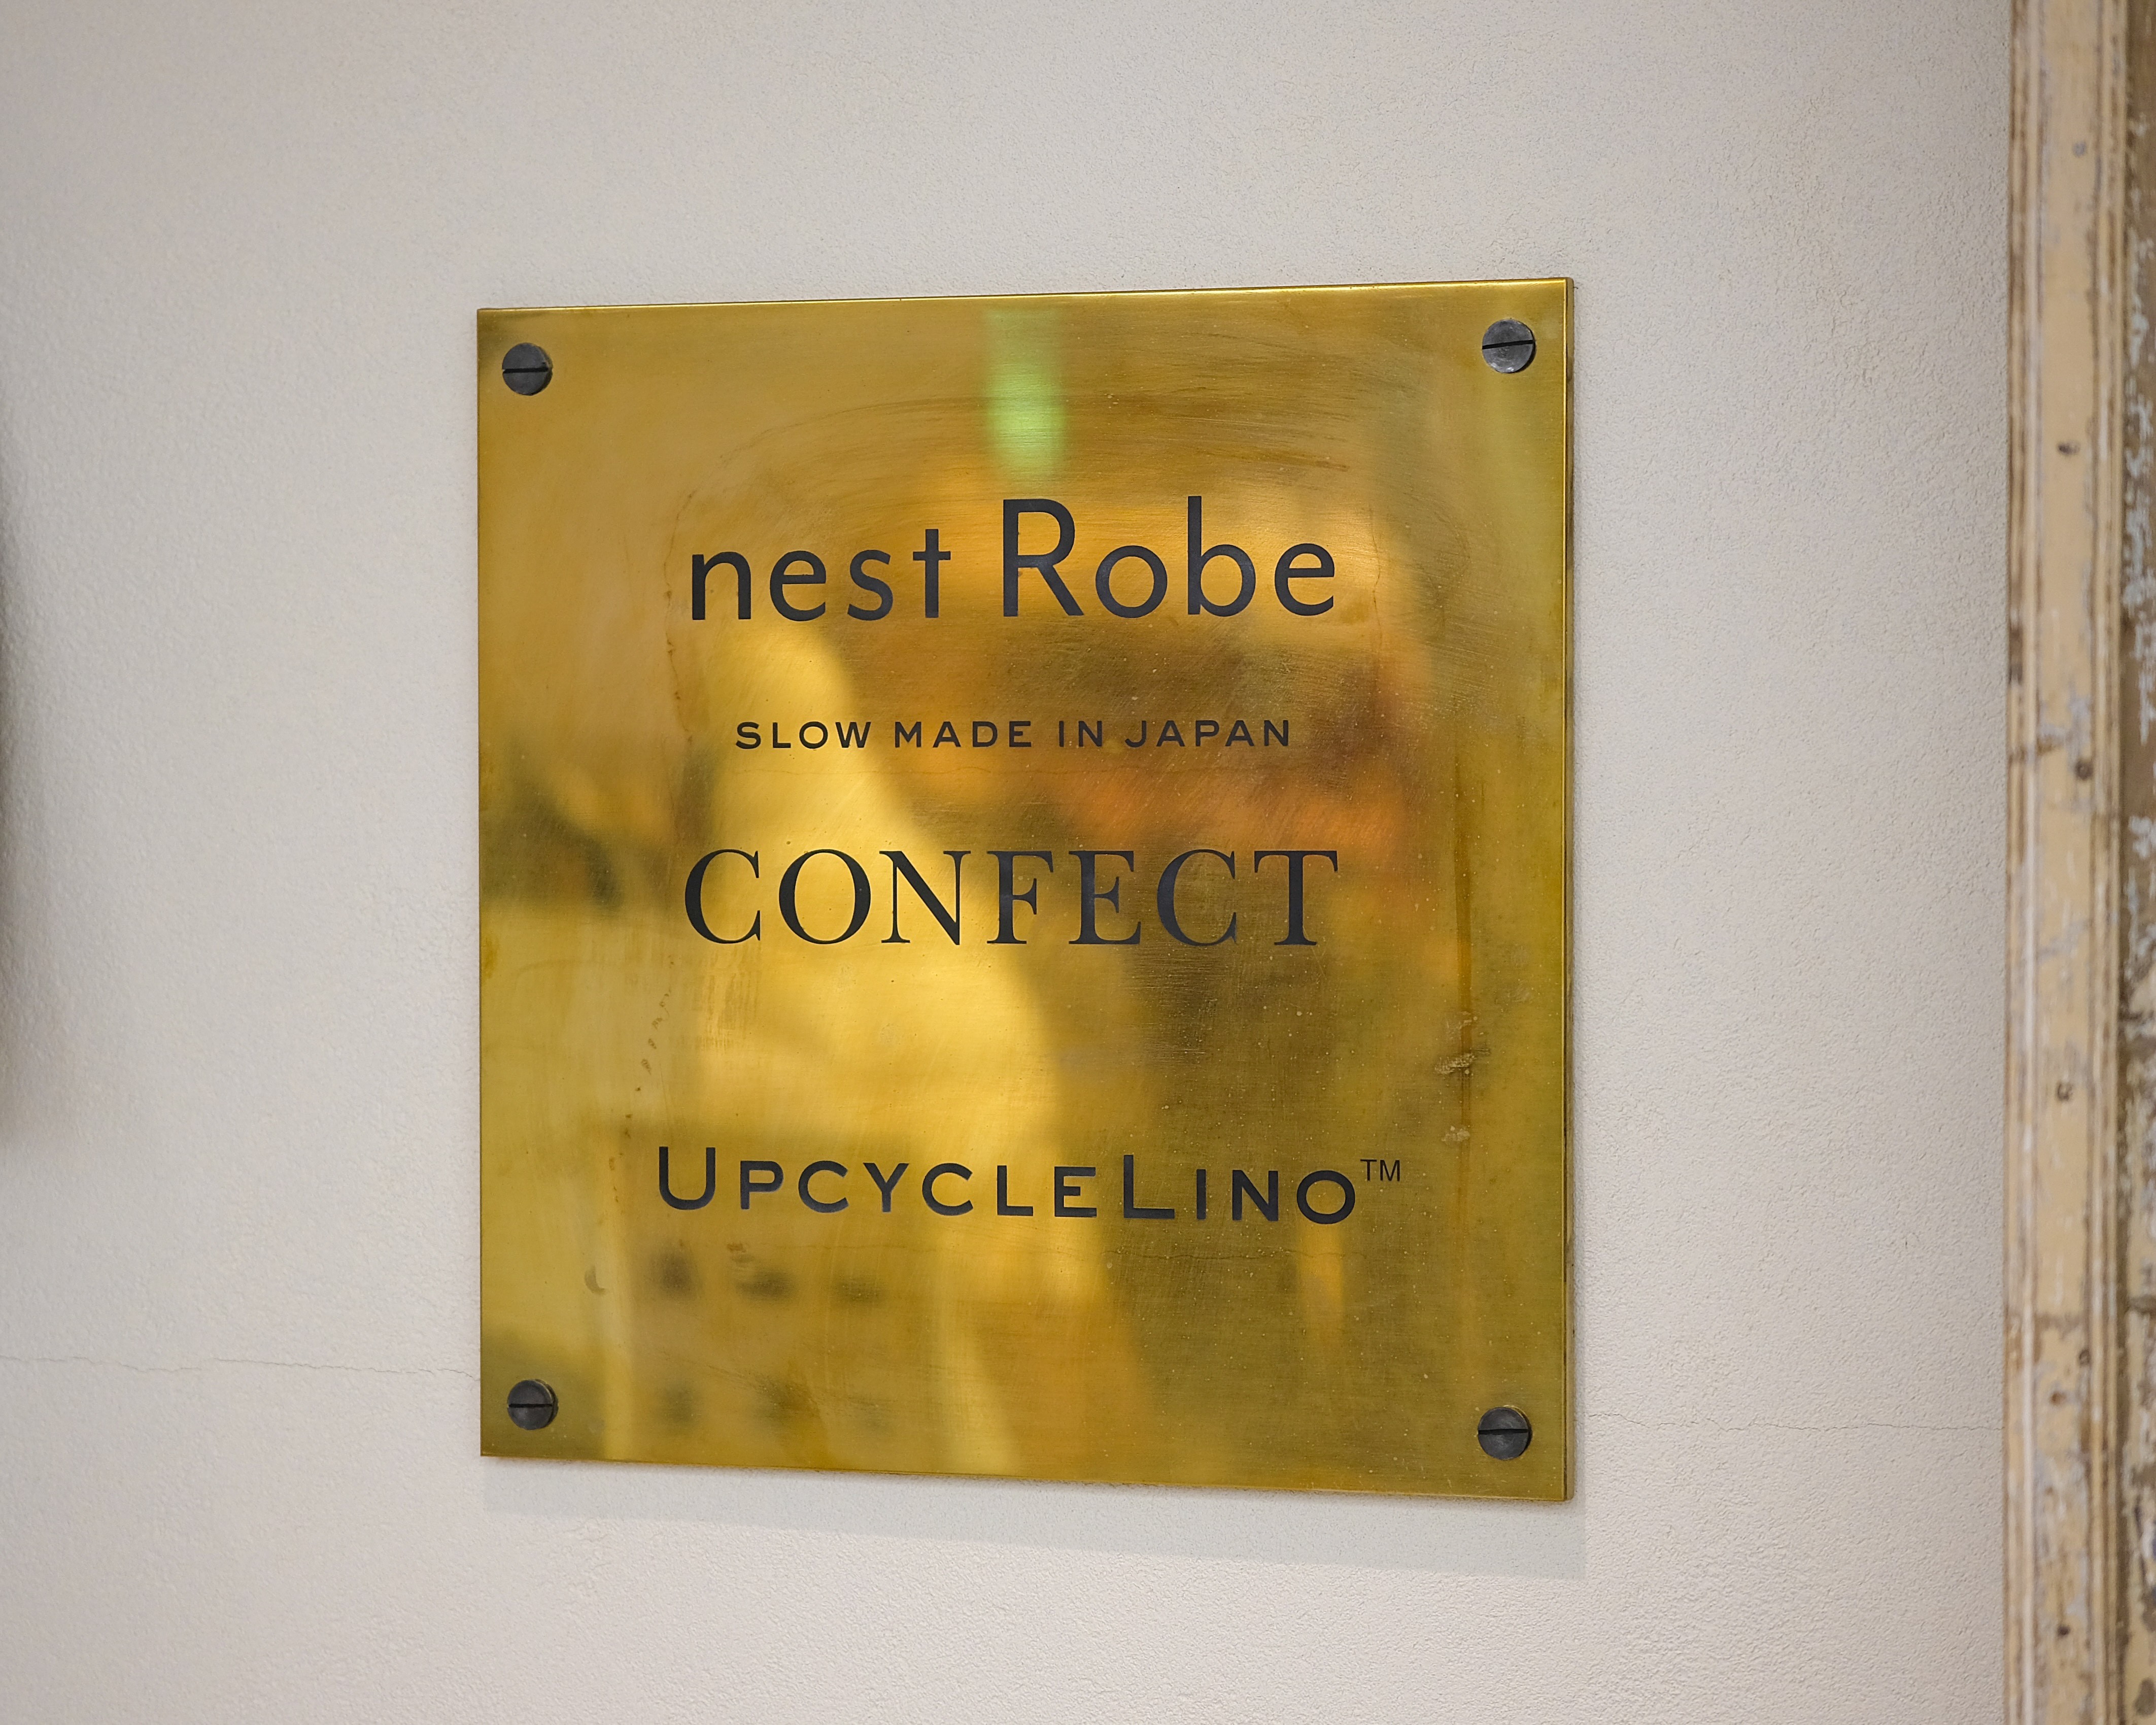 nest Robe
SLOW MADE IN JAPAN
CONFECT
UPCYCLELINO™